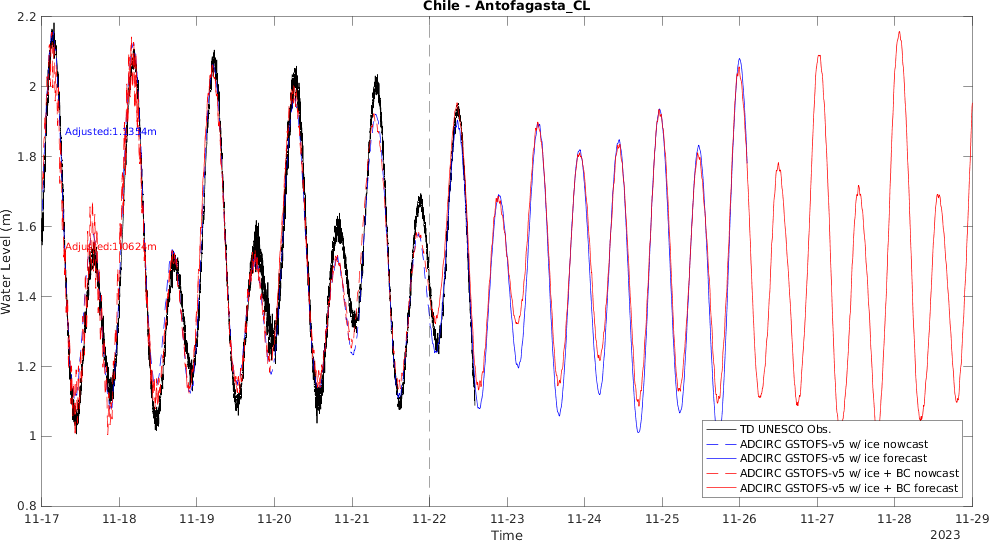 Chile - Antofagasta_CL
2.2
2
1.8
1.6
1.4
1.2
1
0.8
Water Level (m)
Adjusted:1.1354m
Adjusted:1.0624m
TD UNESCO Obs.
ADCIRC GSTOFS-v5 w/ ice nowcast
ADCIRC GSTOFS-v5 w/ ice forecast
ADCIRC GSTOFS-v5 w/ ice + BC nowcast
ADCIRC GSTOFS-v5 w/ ice + BC forecast
11-17 11-18 11-19 11-20 11-21 11-22 11-23 11-24 11-25 11-26 11-27 11-28 11-29
Time
2023